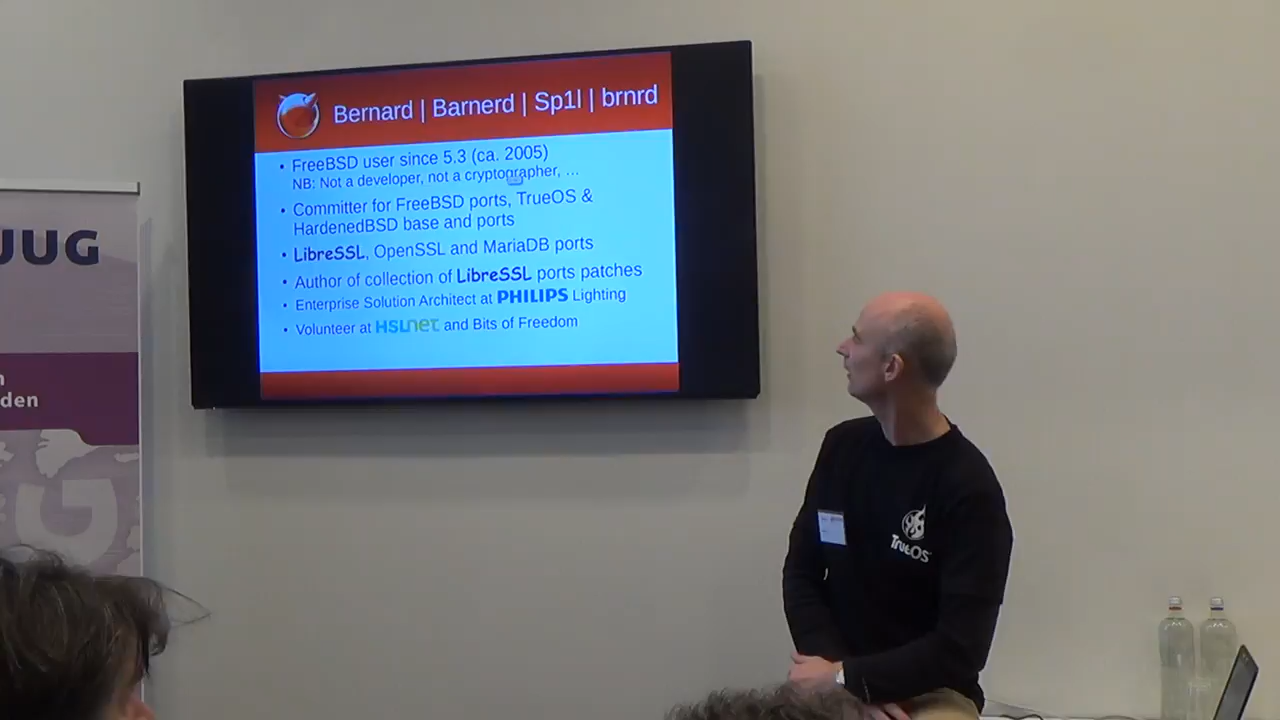 Bernard | Barnerd | Sp1l | brnrd
• FreeBSD user since 5.3 (ca. 2005)
NB: Not a developer, not a cryptographer, …
• Committer for FreeBSD ports, TrueOS &
HardenedBSD base and ports
• LibreSSL, OpenSSL and MariaDB ports
• Author of collection of LibreSSL ports patches
• Enterprise Solution Architect at PHILIPS Lighting
• Volunteer at HSLnet and Bits of Freedom
UUG
den
G
TrueOS